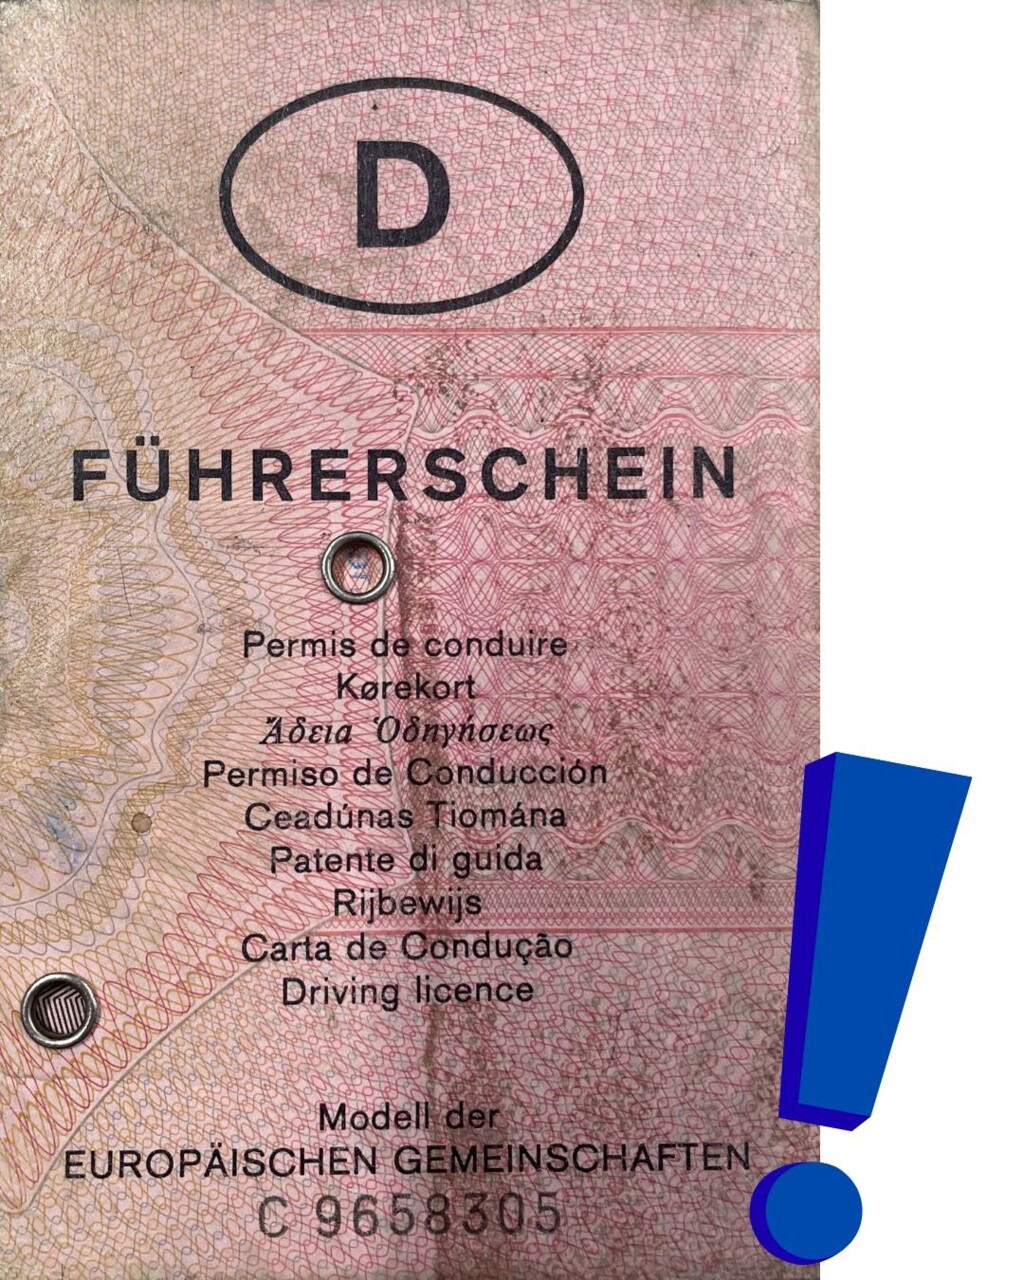 D
FÜHRERSCHEIN
Permis de conduire
Kørekort
Ἄδεια Ὁδηγήσεως
Permiso de Conducción
Ceadúnas Tiomána
Patente di guida
Rijbewijs
Carta de Condução
Driving licence
Modell der
EUROPÄISCHEN GEMEINSCHAFTEN
C 9658305
!